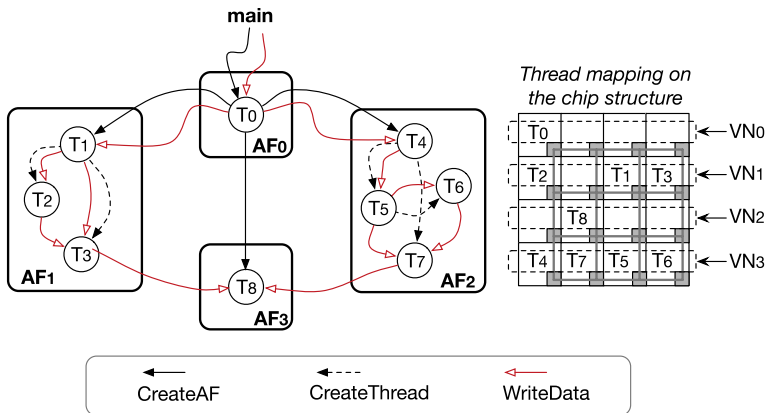 main
Thread mapping on
the chip structure
T0
AF0
T1
T2
T3
AF1
T4
T5
T6
T7
AF2
T8
AF3
T0
VN0
T2 T1 T3
VN1
T8
VN2
T4 T7 T5 T6
VN3
CreateAF
CreateThread
WriteData